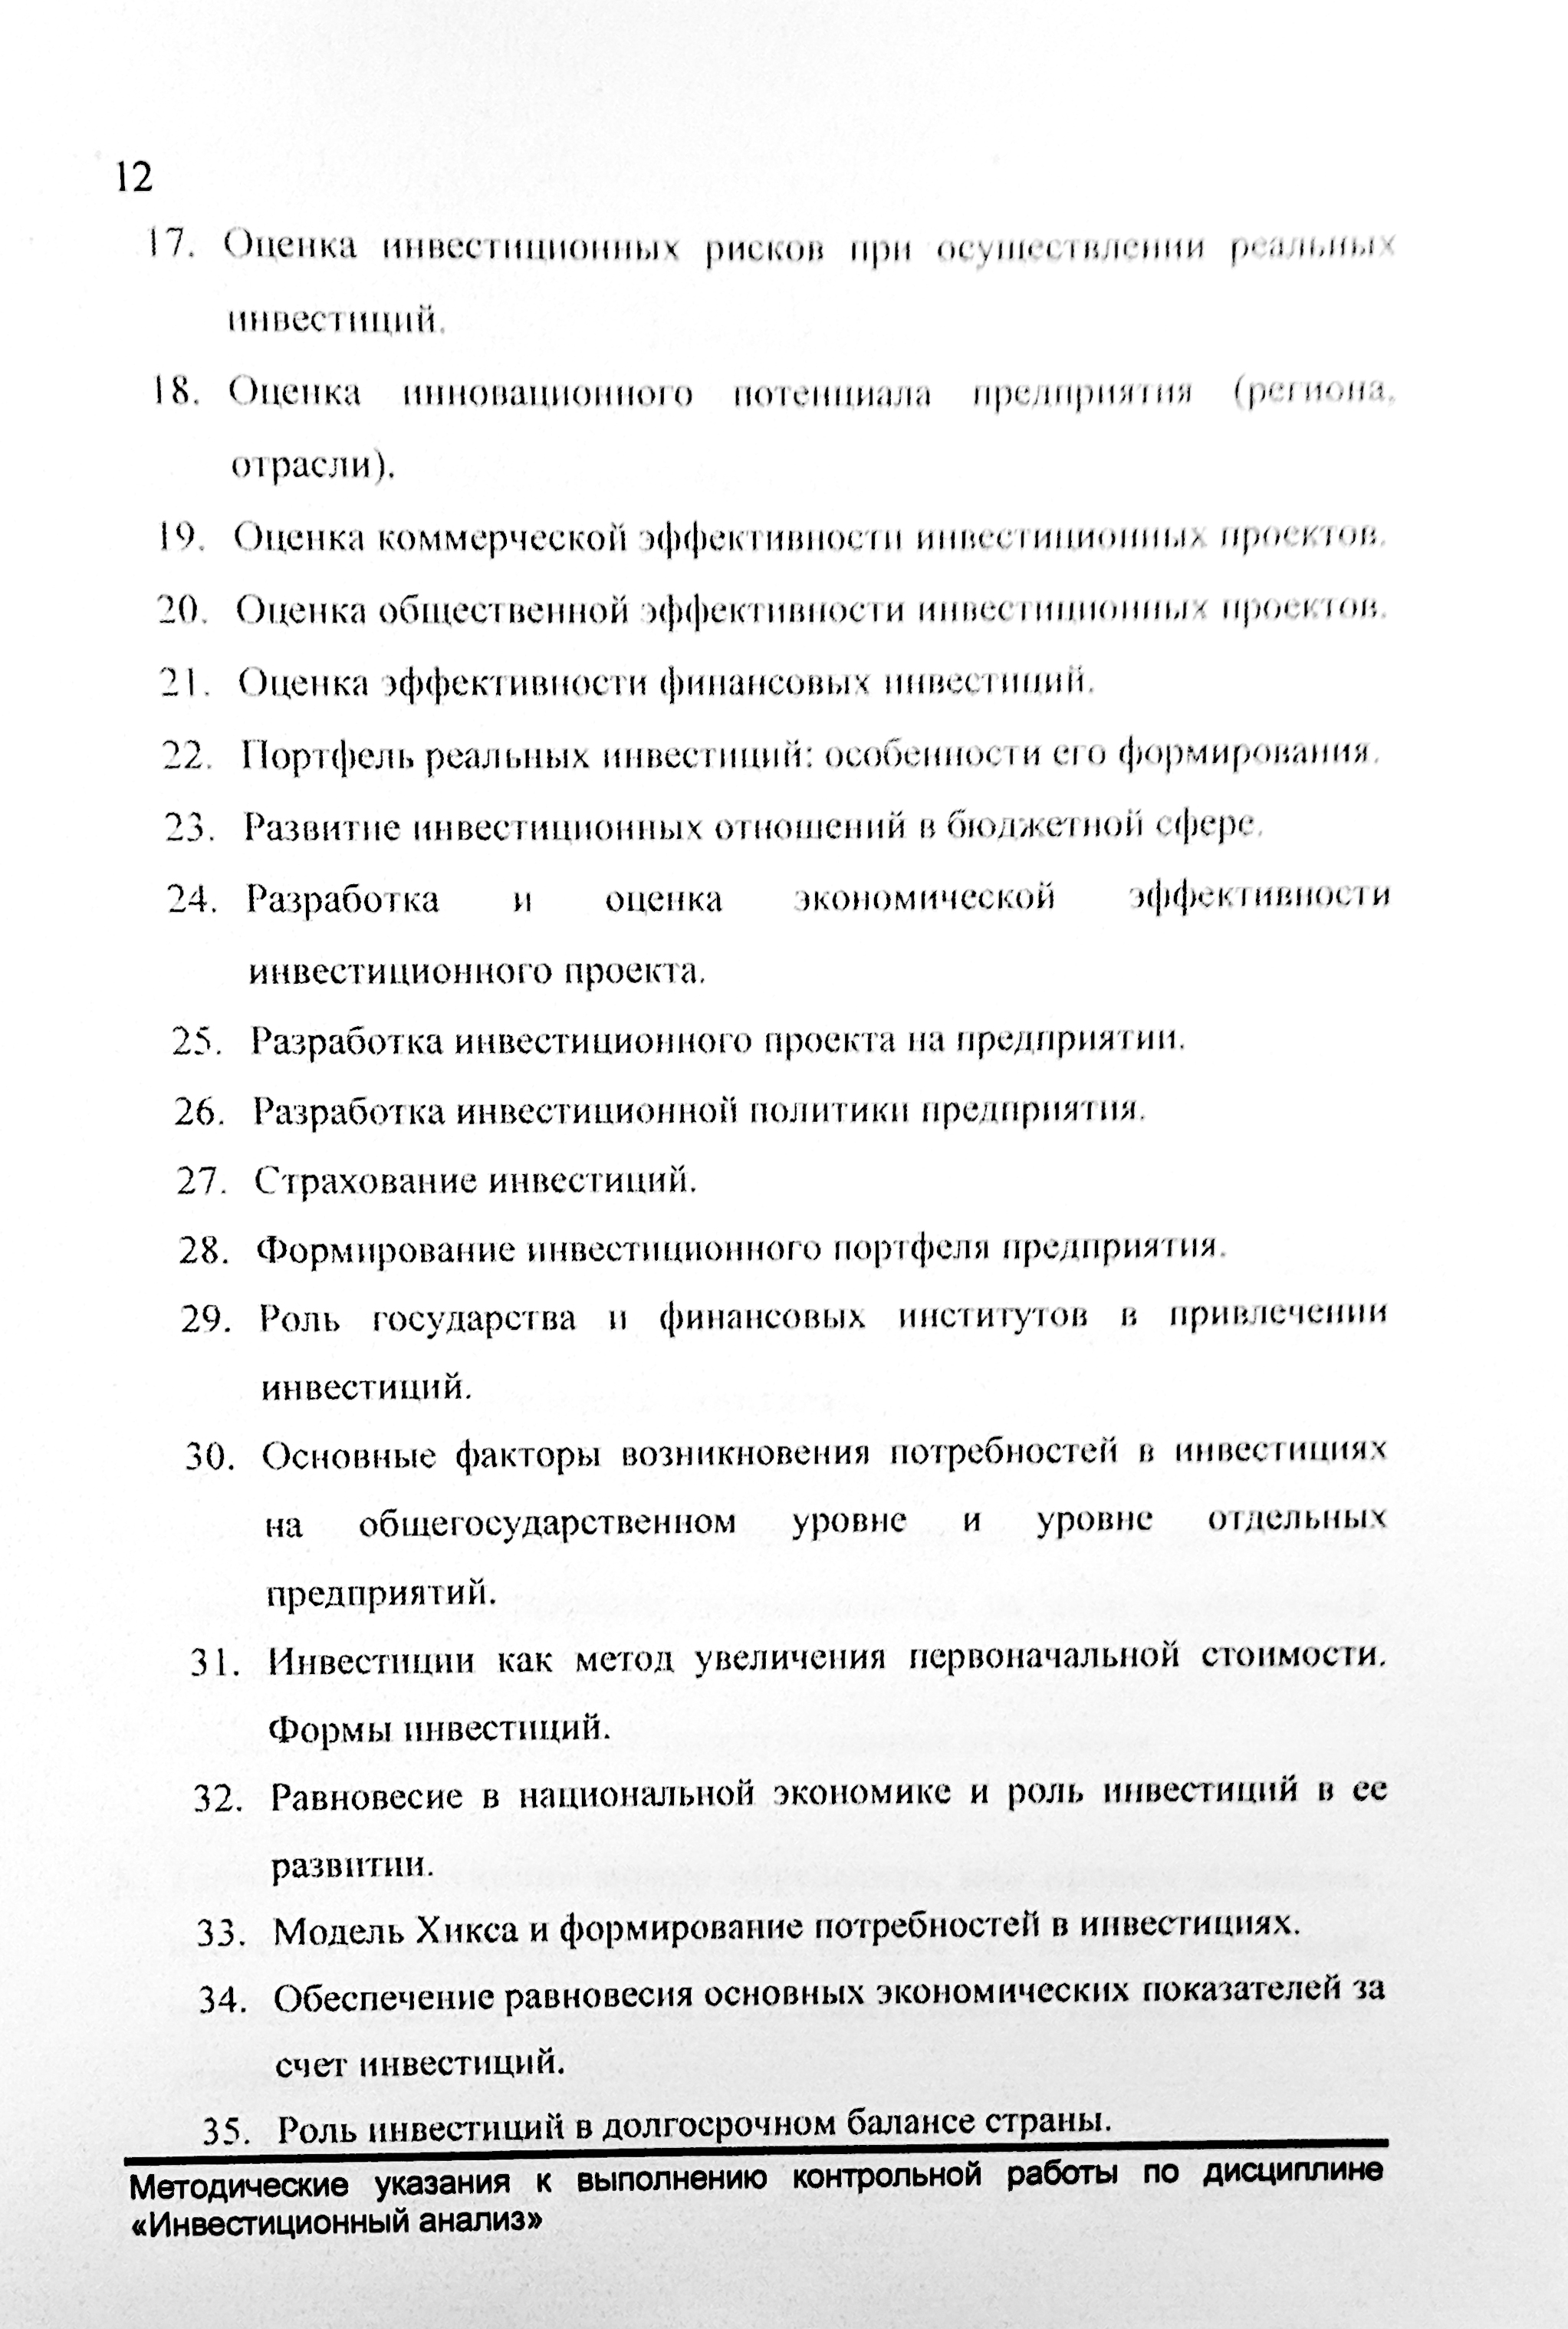 12
17. Оценка инвестиционных рисков при осуществлении реальных
инвестиций.
18. Оценка инновационного потенциала предприятия (региона,
отрасли).
19. Оценка коммерческой эффективности инвестиционных проектов.
20. Оценка общественной эффективности инвестиционных проектов.
21. Оценка эффективности финансовых инвестиций.
22. Портфель реальных инвестиций: особенности его формирования.
23. Развитие инвестиционных отношений в бюджетной сфере.
24. Разработка и оценка экономической эффективности
инвестиционного проекта.
25. Разработка инвестиционного проекта на предприятии.
26. Разработка инвестиционной политики предприятия.
27. Страхование инвестиций.
28. Формирование инвестиционного портфеля предприятия.
29. Роль государства и финансовых институтов в привлечении
инвестиций.
30. Основные факторы возникновения потребностей в инвестициях
на общегосударственном уровне и уровне отдельных
предприятий.
31. Инвестиции как метод увеличения первоначальной стоимости.
Формы инвестиций.
32. Равновесие в национальной экономике и роль инвестиций в ее
развитии.
33. Модель Хикса и формирование потребностей в инвестициях.
34. Обеспечение равновесия основных экономических показателей за
счет инвестиций.
35. Роль инвестиций в долгосрочном балансе страны.
Методические указания к выполнению контрольной работы по дисциплине
«Инвестиционный анализ»